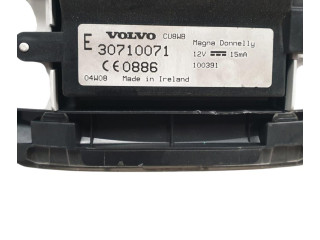 VOLVO CU8WB
E 30710071
CE0886
04W08 Made in Ireland
Magna Donnelly
12V ⎓ 15mA
100391